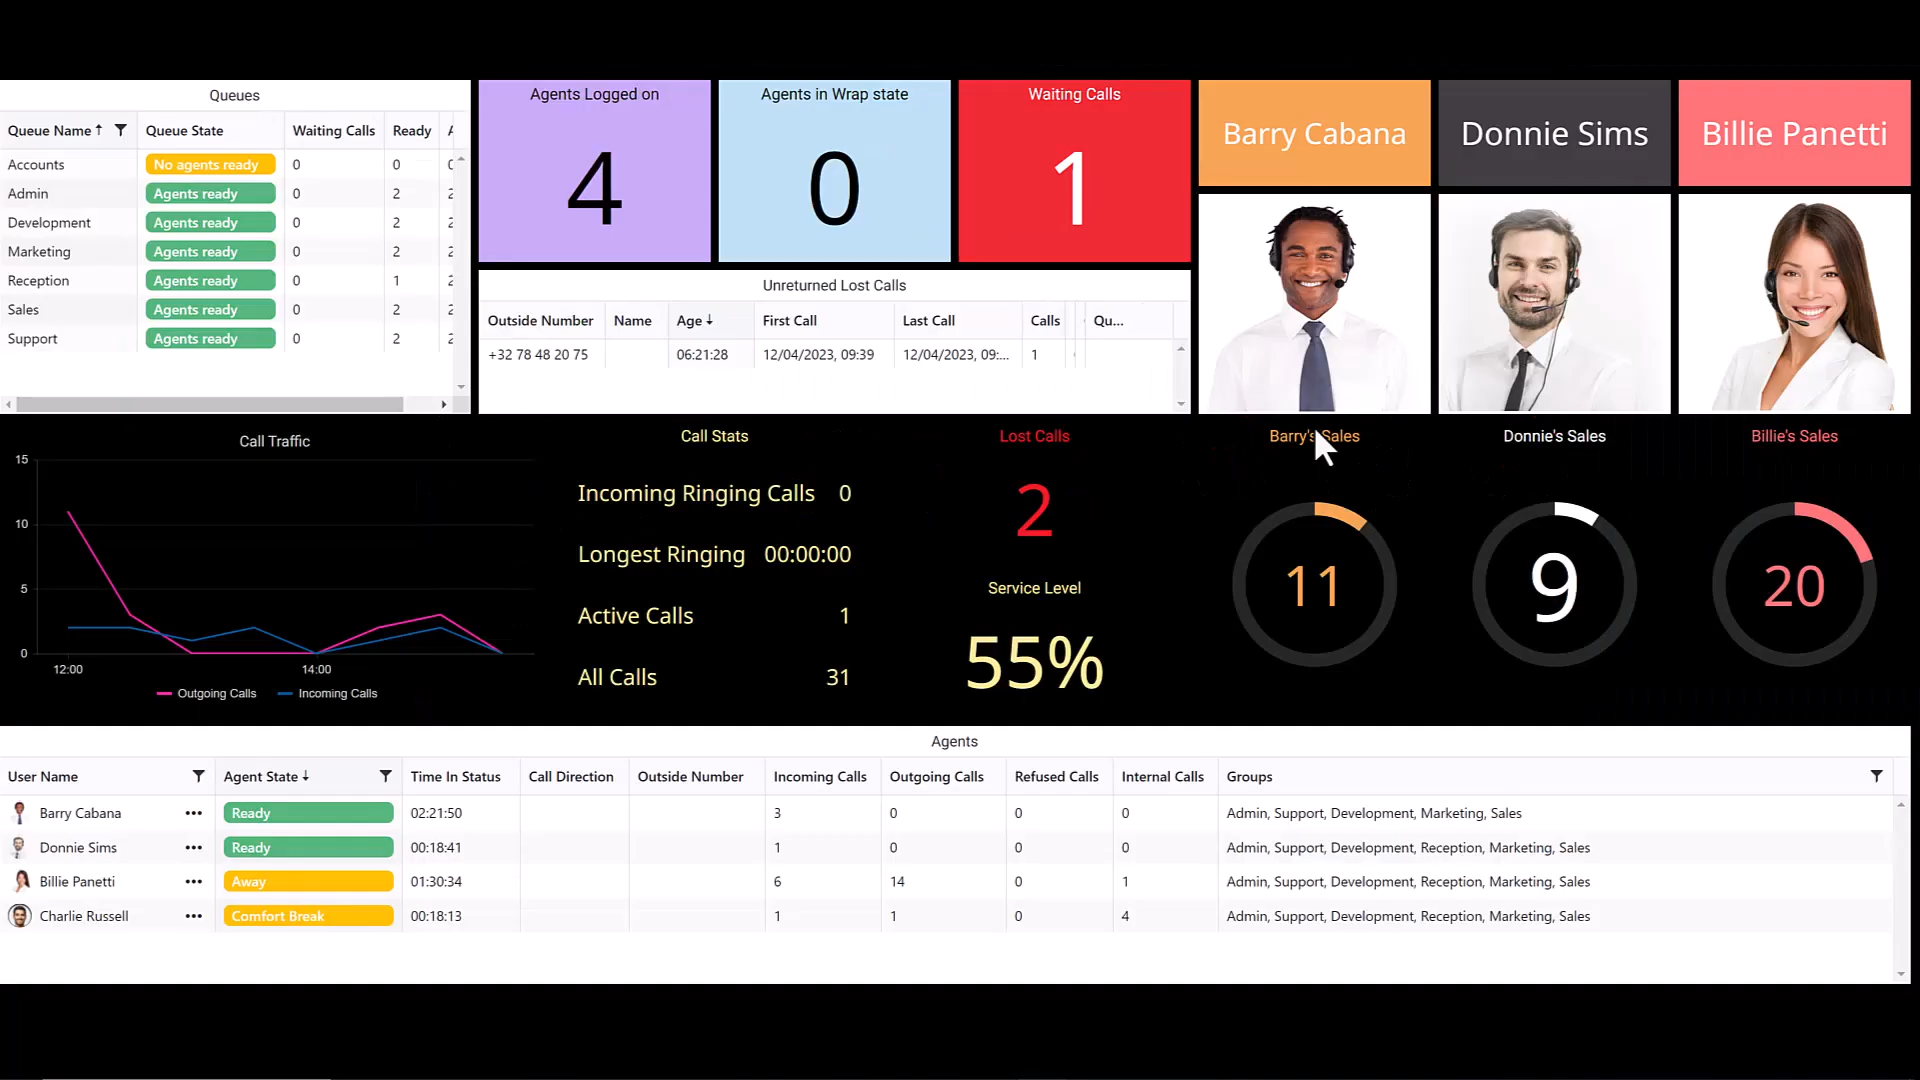 Queues
Queue Name Queue State Waiting Calls Ready
Accounts No agents ready 0 0
Admin Agents ready 0 2
Development Agents ready 0 2
Marketing Agents ready 0 2
Reception Agents ready 0 1
Sales Agents ready 0 2
Support Agents ready 0 2
Agents Logged on
4
Agents in Wrap state
0
Waiting Calls
1
Unreturned Lost Calls
Outside Number Name Age First Call Last Call Calls Qu...
+32 78 48 20 75 06:21:28 12/04/2023, 09:39 12/04/2023, 09:... 1
Barry Cabana
Donnie Sims
Billie Panetti
Call Traffic
15
10
5
0
12:00 14:00
Outgoing Calls Incoming Calls
Call Stats
Incoming Ringing Calls 0
Longest Ringing 00:00:00
Active Calls 1
All Calls 31
Lost Calls
2
Service Level
55%
Barry's Sales
11
Donnie's Sales
9
Billie's Sales
20
Agents
User Name Agent State Time In Status Call Direction Outside Number Incoming Calls Outgoing Calls Refused Calls Internal Calls Groups
Barry Cabana ••• Ready 02:21:50 3 0 0 0 Admin, Support, Development, Marketing, Sales
Donnie Sims ••• Ready 00:18:41 1 0 0 0 Admin, Support, Development, Reception, Marketing, Sales
Billie Panetti ••• Away 01:30:34 6 14 0 1 Admin, Support, Development, Reception, Marketing, Sales
Charlie Russell ••• Comfort Break 00:18:13 1 1 0 4 Admin, Support, Development, Reception, Marketing, Sales